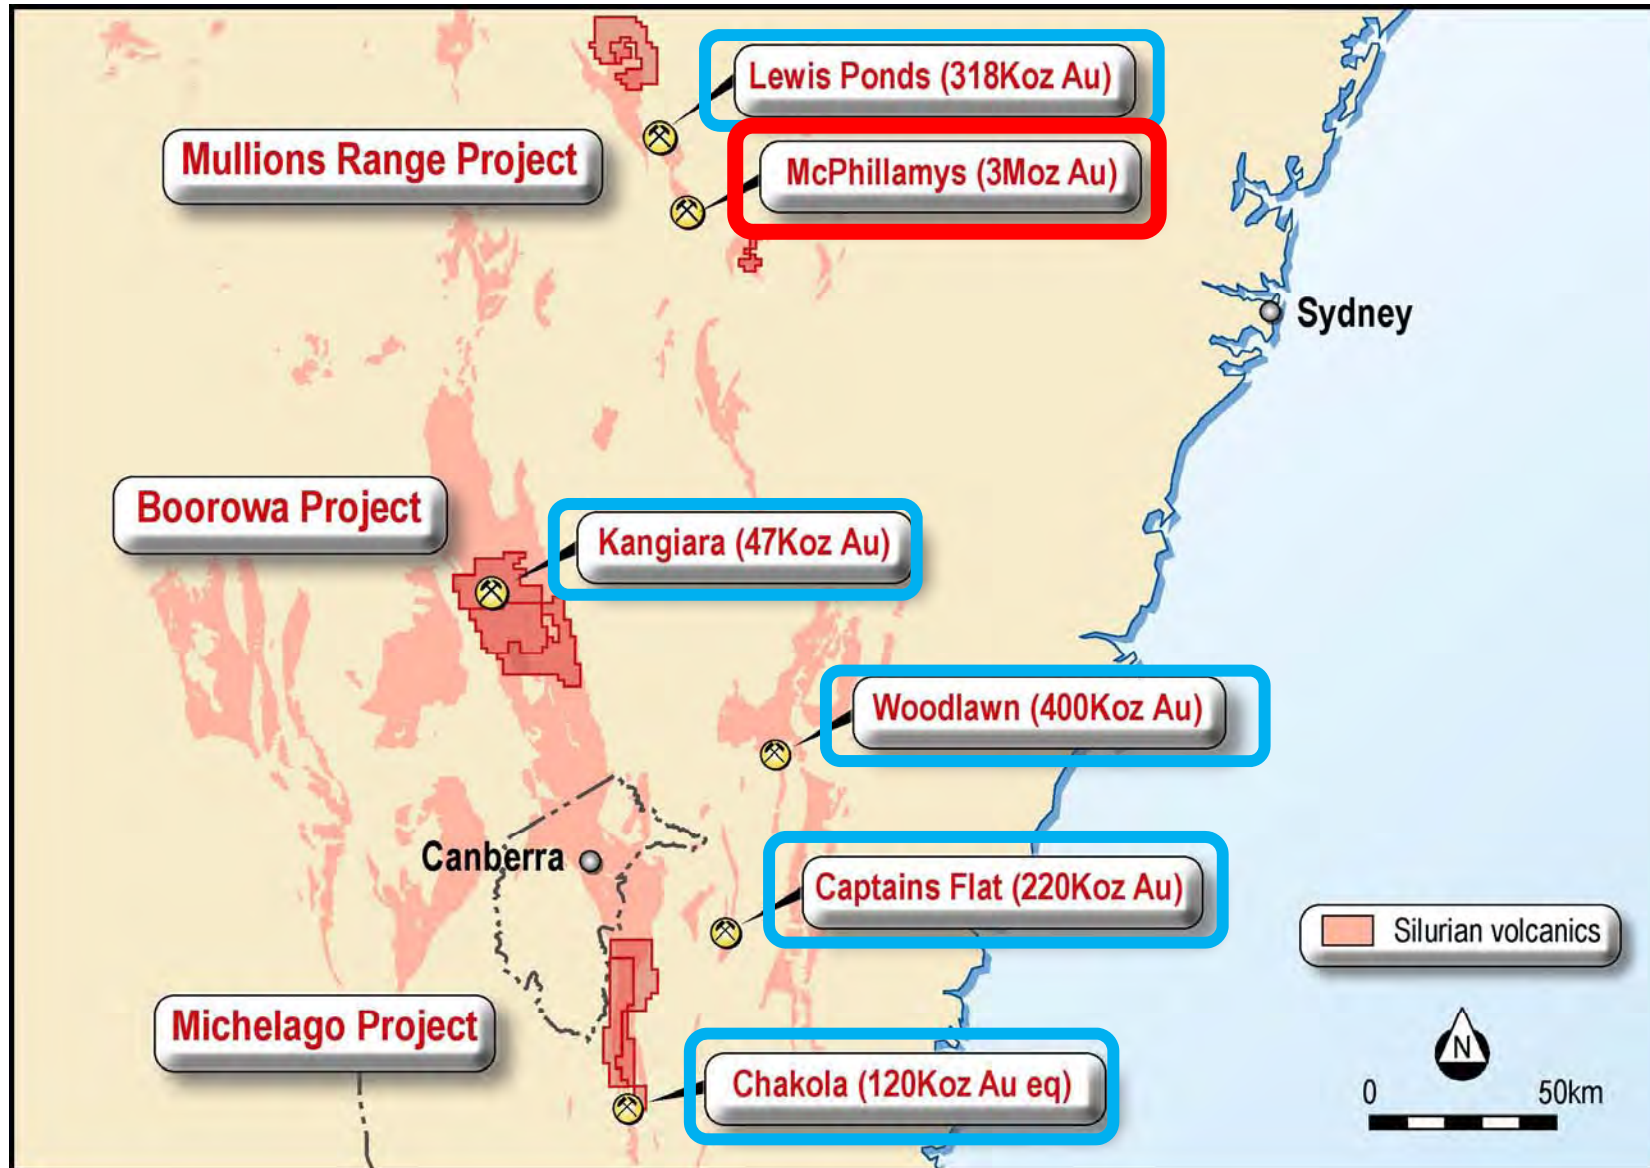 Lewis Ponds (318Koz Au)
Mullions Range Project
McPhillamys (3Moz Au)
Sydney
Boorowa Project
Kangiara (47Koz Au)
Woodlawn (400Koz Au)
Canberra
Captains Flat (220Koz Au)
Silurian volcanics
Michelago Project
N
Chakola (120Koz Au eq)
0 50km